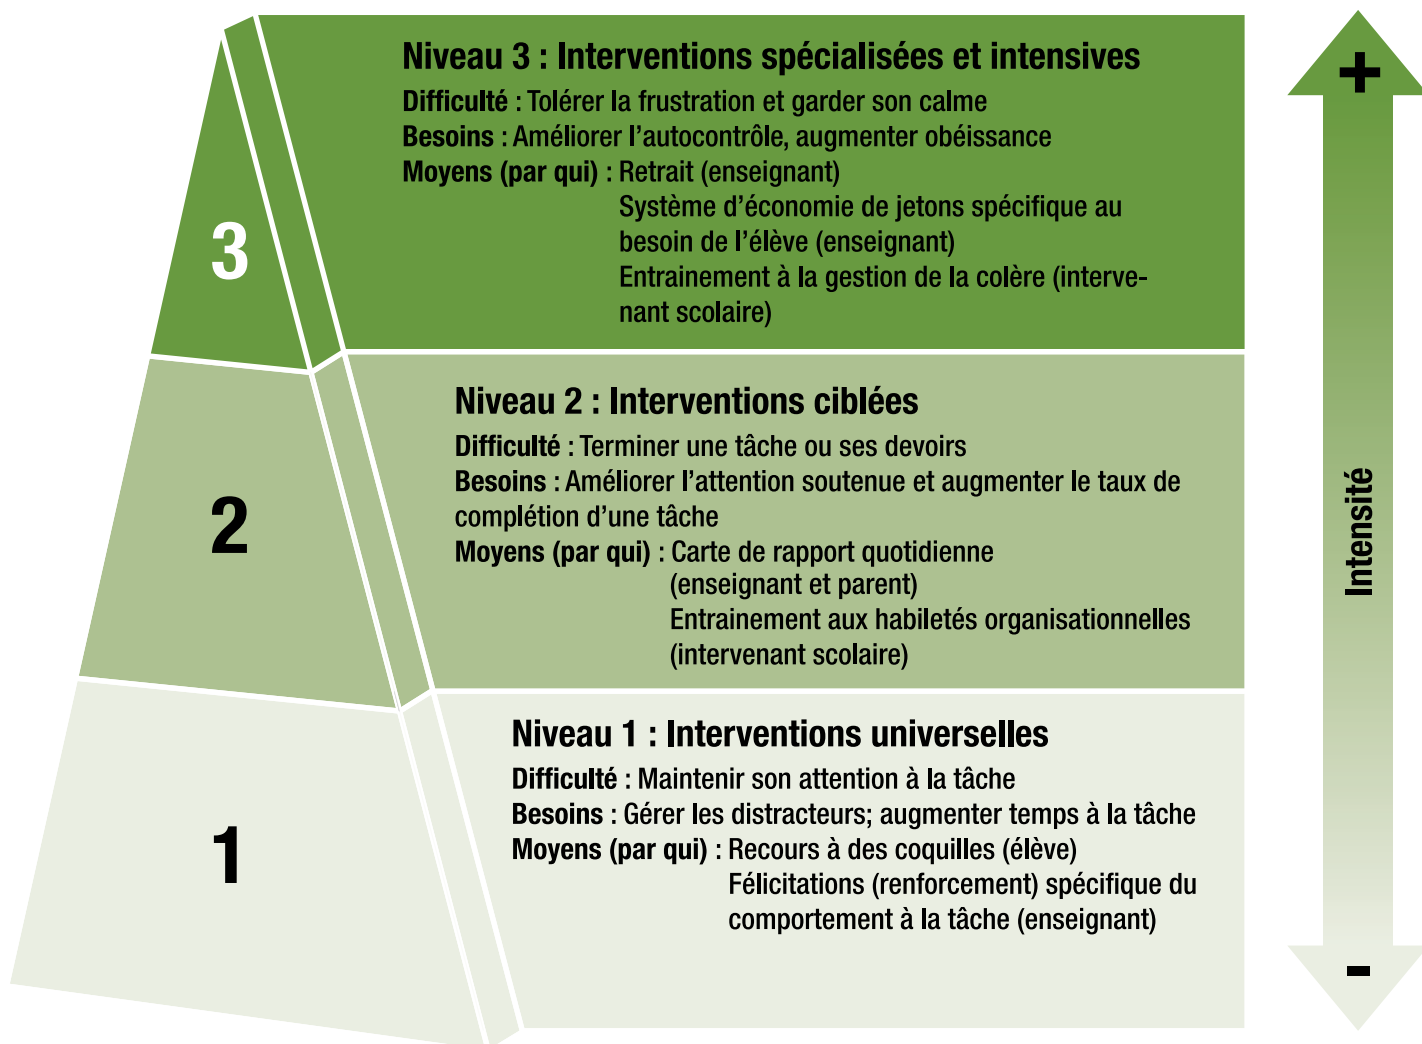 Niveau 3 : Interventions spécialisées et intensives
Difficulté : Tolérer la frustration et garder son calme
Besoins : Améliorer l’autocontrôle, augmenter obéissance
Moyens (par qui) : Retrait (enseignant)
Système d’économie de jetons spécifique au
besoin de l’élève (enseignant)
Entrainement à la gestion de la colère (interve-
nant scolaire)
3
Niveau 2 : Interventions ciblées
Difficulté : Terminer une tâche ou ses devoirs
Besoins : Améliorer l’attention soutenue et augmenter le taux de
complétion d’une tâche
Moyens (par qui) : Carte de rapport quotidienne
(enseignant et parent)
Entrainement aux habiletés organisationnelles
(intervenant scolaire)
2
Niveau 1 : Interventions universelles
Difficulté : Maintenir son attention à la tâche
Besoins : Gérer les distracteurs; augmenter temps à la tâche
Moyens (par qui) : Recours à des coquilles (élève)
Félicitations (renforcement) spécifique du
comportement à la tâche (enseignant)
1
+
Intensité
-